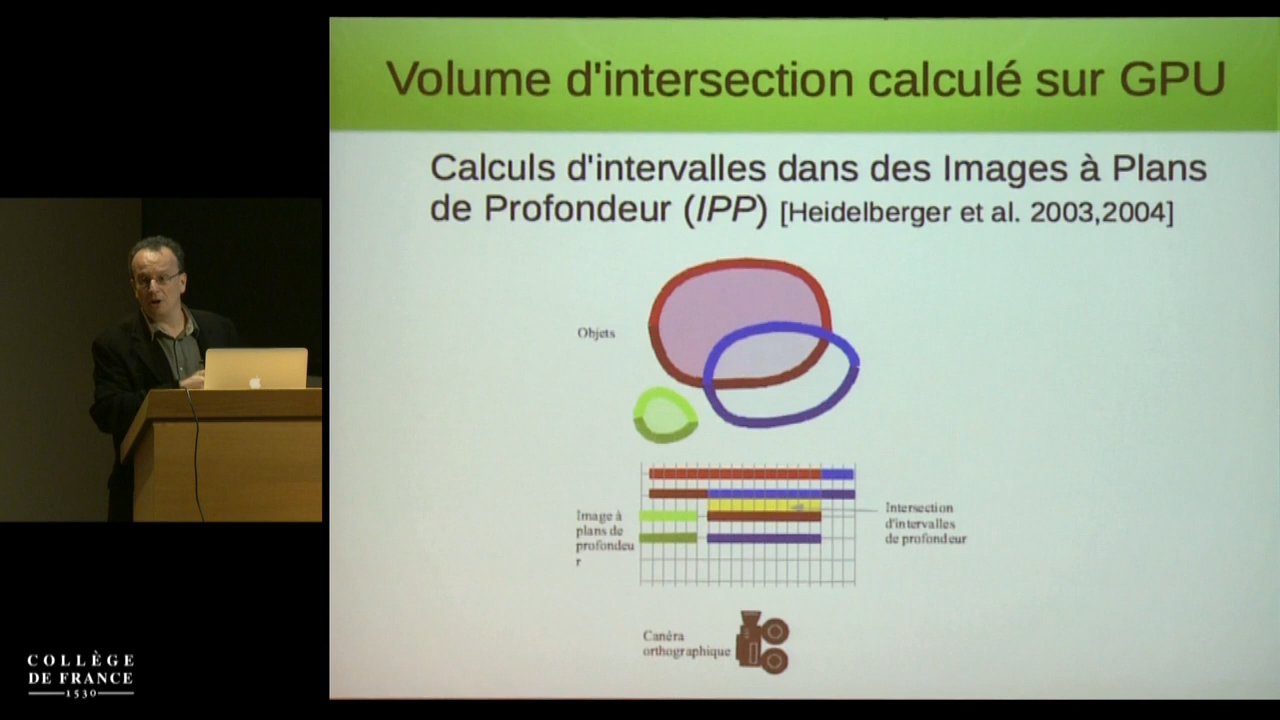 Volume d'intersection calculé sur GPU
Calculs d'intervalles dans des Images à Plans
de Profondeur (IPP) [Heidelberger et al. 2003,2004]
Objets
Image à
plans de
profondeu
r
Intersection
d'intervalles
de profondeur
Canéra
orthographique
COLLÈGE
DE FRANCE
1530